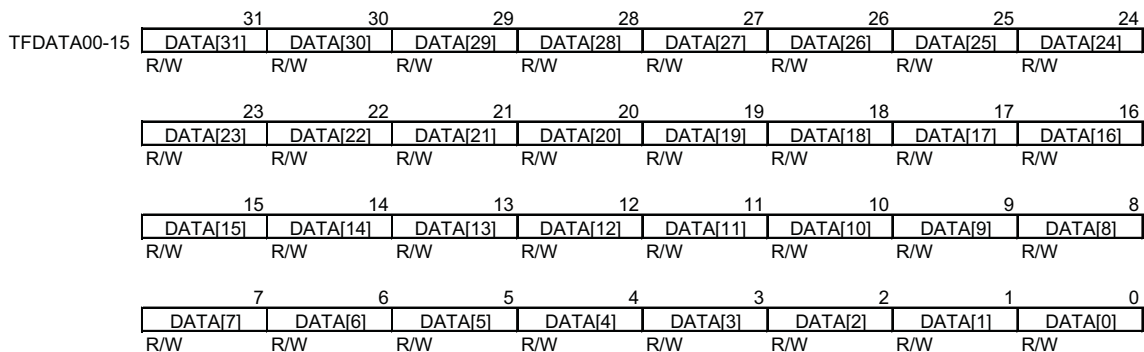 31 30 29 28 27 26 25 24
TFDATA00-15 DATA[31] DATA[30] DATA[29] DATA[28] DATA[27] DATA[26] DATA[25] DATA[24]
R/W R/W R/W R/W R/W R/W R/W R/W
23 22 21 20 19 18 17 16
DATA[23] DATA[22] DATA[21] DATA[20] DATA[19] DATA[18] DATA[17] DATA[16]
R/W R/W R/W R/W R/W R/W R/W R/W
15 14 13 12 11 10 9 8
DATA[15] DATA[14] DATA[13] DATA[12] DATA[11] DATA[10] DATA[9] DATA[8]
R/W R/W R/W R/W R/W R/W R/W R/W
7 6 5 4 3 2 1 0
DATA[7] DATA[6] DATA[5] DATA[4] DATA[3] DATA[2] DATA[1] DATA[0]
R/W R/W R/W R/W R/W R/W R/W R/W